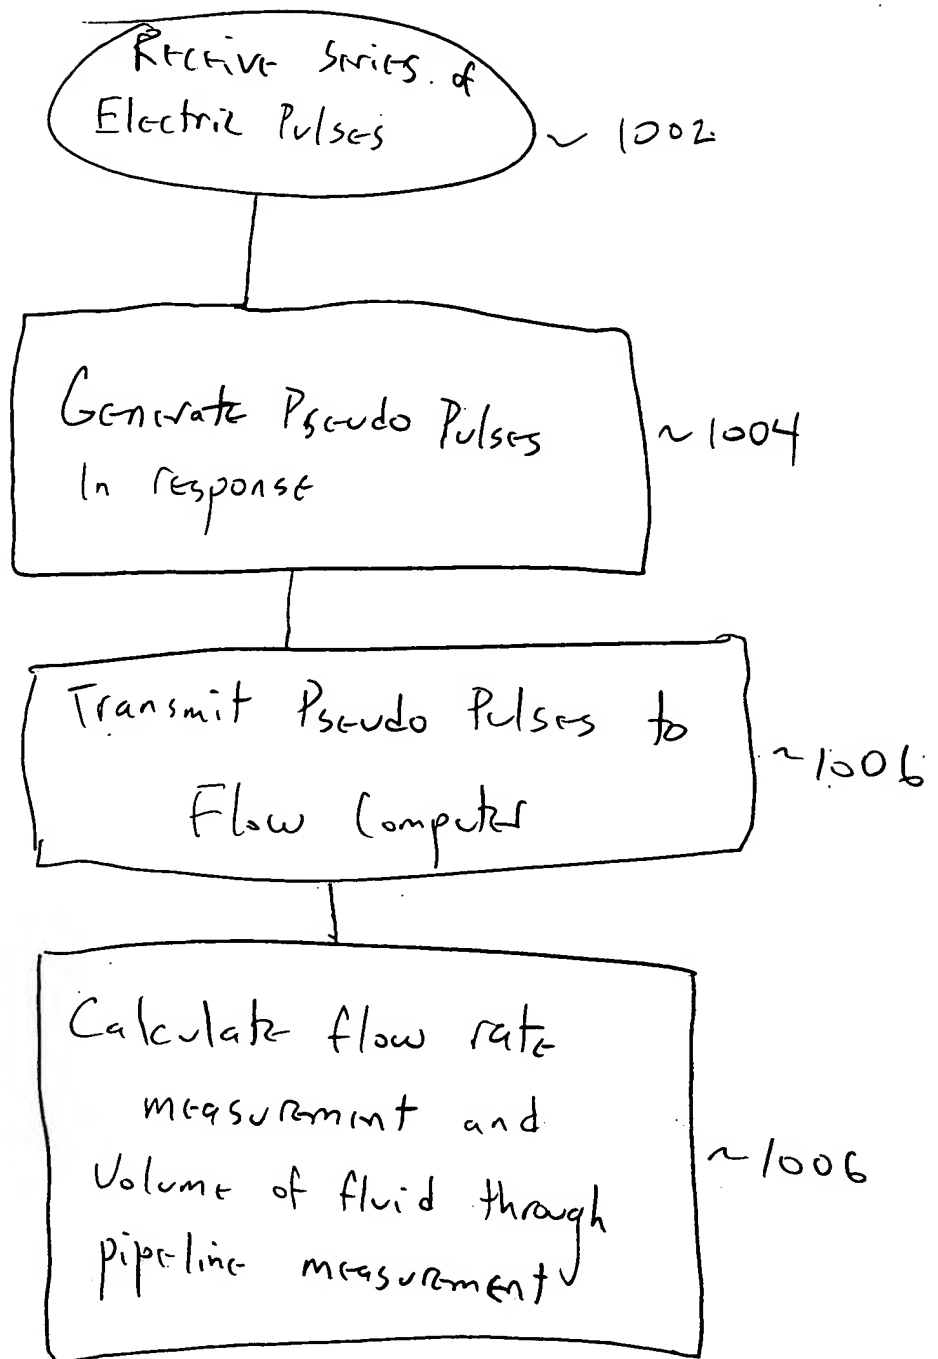 Receive Series of
Electric Pulses
~ 1002
Generate Pseudo Pulses
In response
~1004
Transmit Pseudo Pulses to
Flow Computer
~1006
Calculate flow rate
measurement and
Volume of fluid through
pipeline measurement
~1006